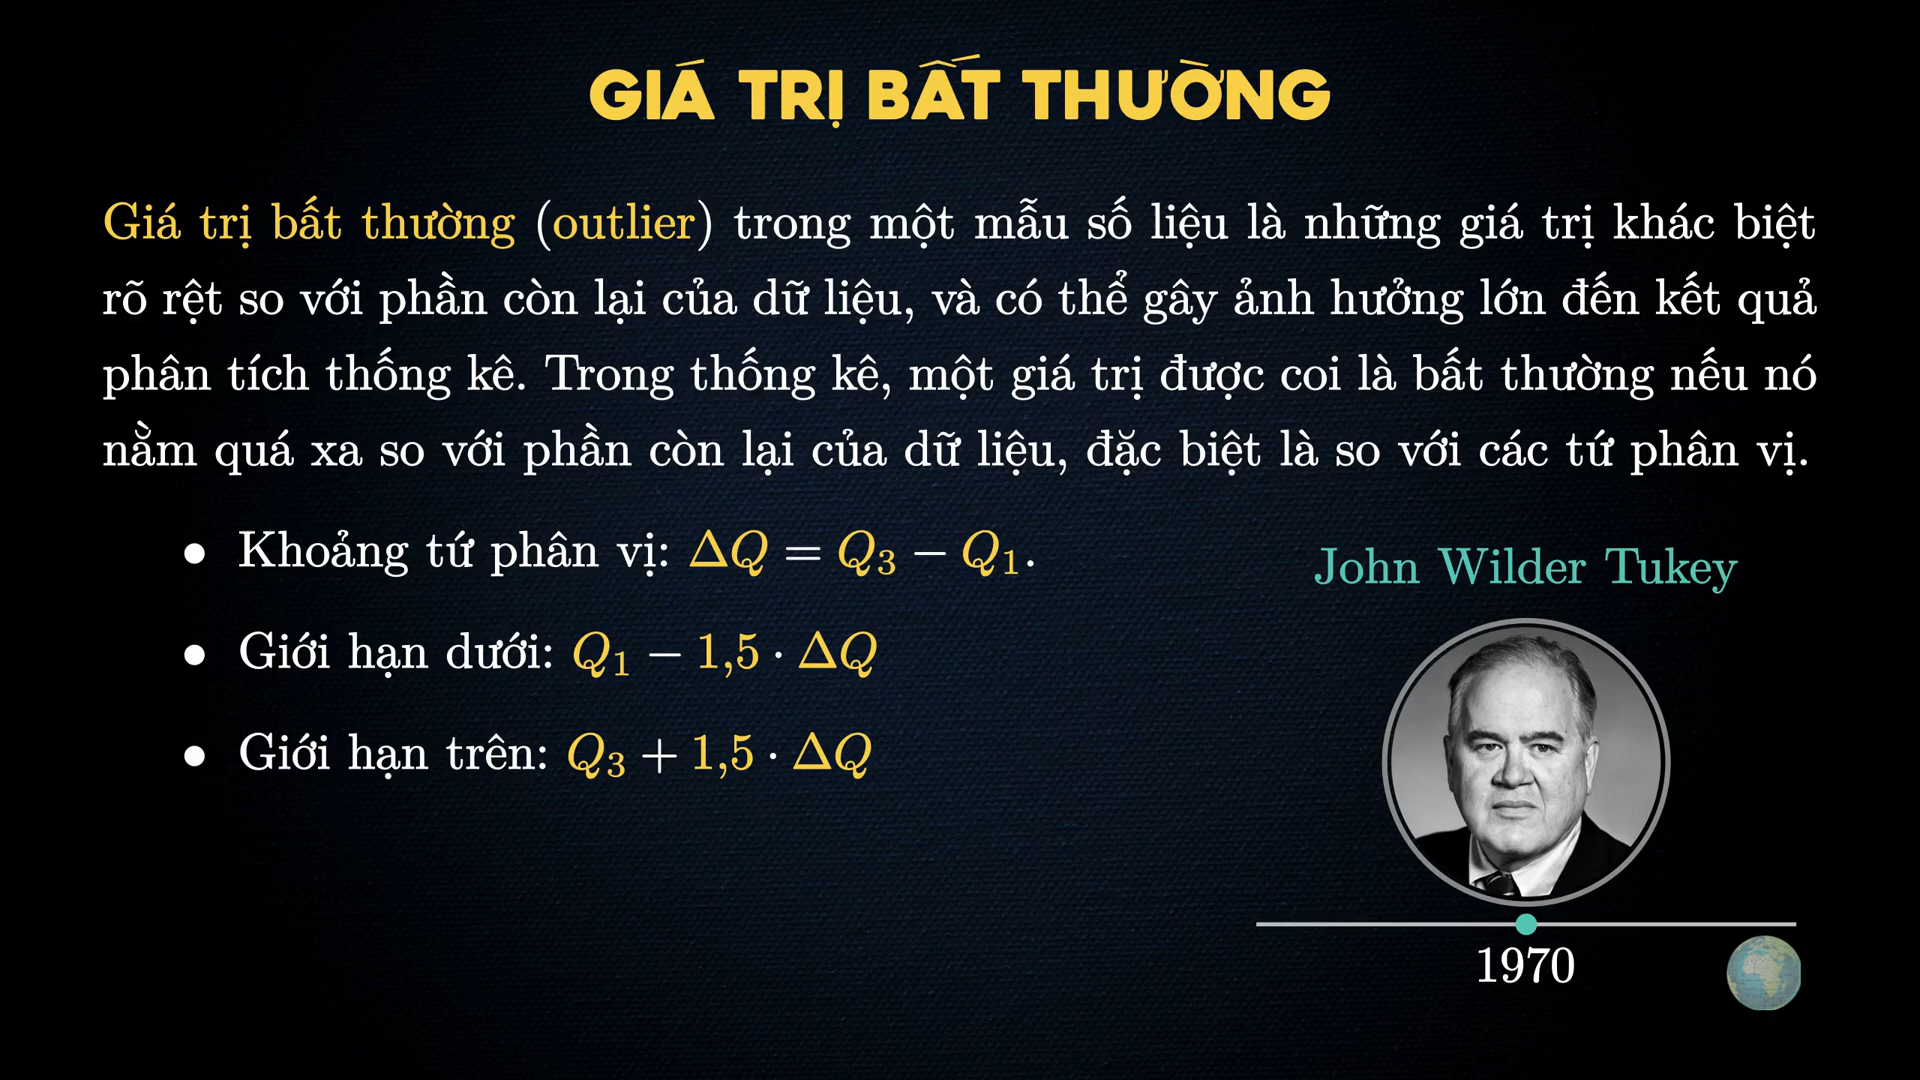 GIÁ TRỊ BẤT THƯỜNG
Giá trị bất thường (outlier) trong một mẫu số liệu là những giá trị khác biệt
rõ rệt so với phần còn lại của dữ liệu, và có thể gây ảnh hưởng lớn đến kết quả
phân tích thống kê. Trong thống kê, một giá trị được coi là bất thường nếu nó
nằm quá xa so với phần còn lại của dữ liệu, đặc biệt là so với các tứ phân vị.
• Khoảng tứ phân vị: ΔQ = Q₃ − Q₁.
• Giới hạn dưới: Q₁ − 1,5 · ΔQ
• Giới hạn trên: Q₃ + 1,5 · ΔQ
John Wilder Tukey
1970